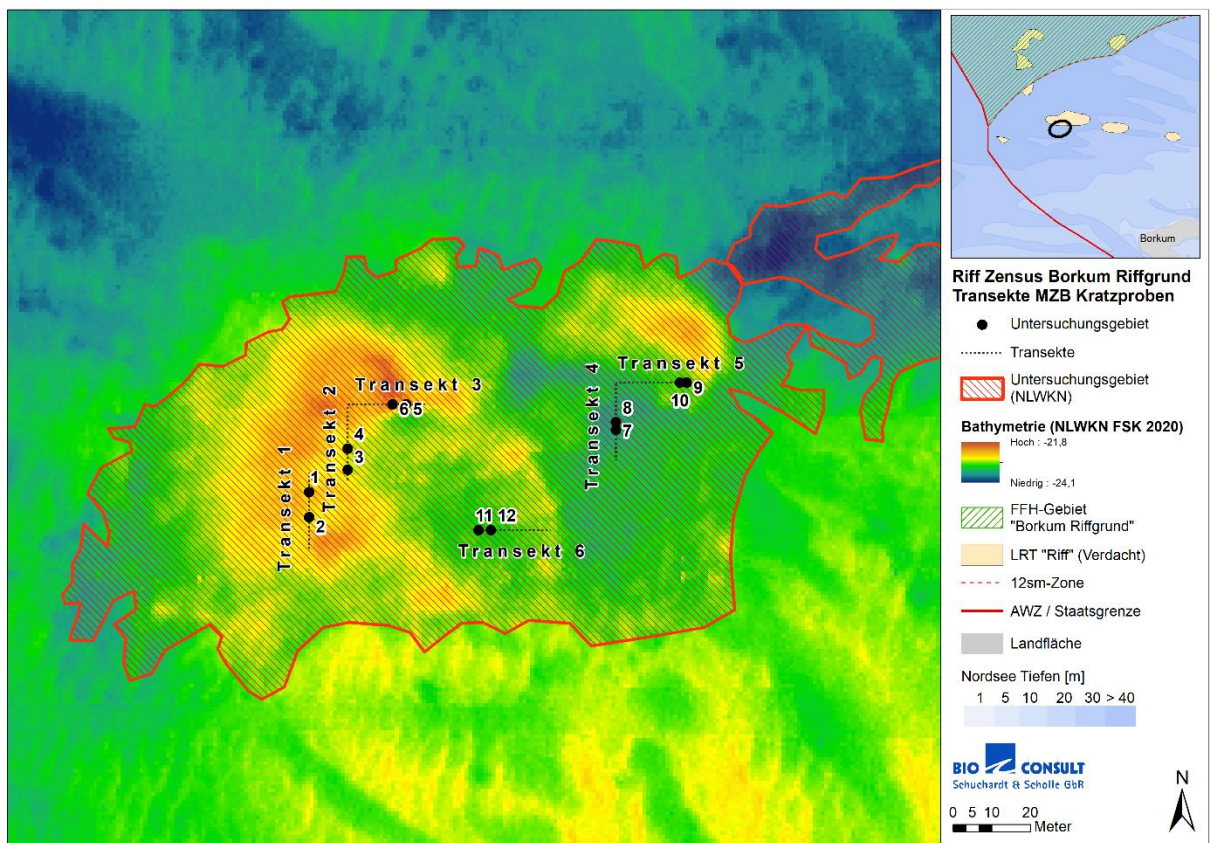 Transekt 1
Transekt 2
Transekt 3
Transekt 4
Transekt 5
Transekt 6
1
2
3
4
6 5
8
7
9
10
11 12
Borkum
Riff Zensus Borkum Riffgrund
Transekte MZB Kratzproben
Untersuchungsgebiet
Transekte
Untersuchungsgebiet
(NLWKN)
Bathymetrie (NLWKN FSK 2020)
Hoch : -21,8
Niedrig : -24,1
FFH-Gebiet
"Borkum Riffgrund"
LRT "Riff" (Verdacht)
12sm-Zone
AWZ / Staatsgrenze
Landfläche
Nordsee Tiefen [m]
1 5 10 20 30 > 40
BIO CONSULT
Schuchardt & Scholle GbR
N
0 5 10 20
Meter